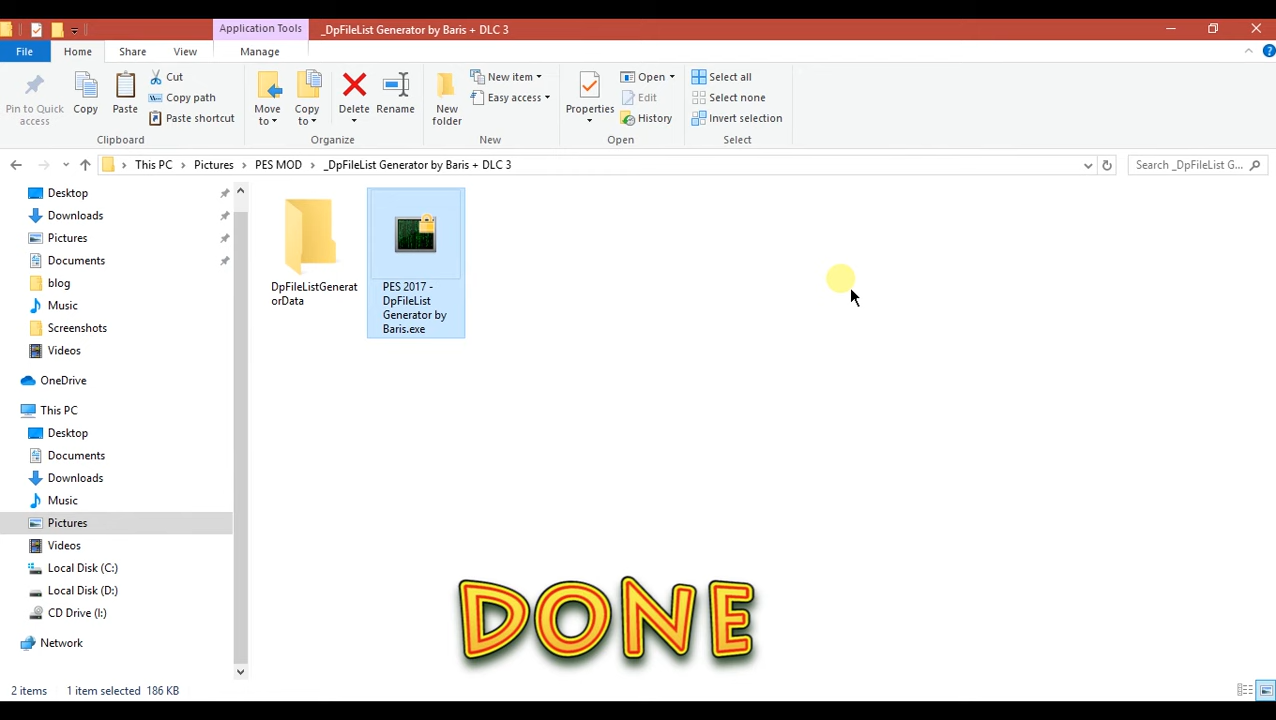 Application Tools
_DpFileList Generator by Baris + DLC 3
File
Home
Share
View
Manage
Pin to Quick
access
Copy
Paste
Cut
Copy path
Paste shortcut
Clipboard
Move
to
Copy
to
Delete
Rename
Organize
New
folder
New item
Easy access
New
Properties
Open
Edit
History
Open
Select all
Select none
Invert selection
Select
This PC
Pictures
PES MOD
_DpFileList Generator by Baris + DLC 3
Search _DpFileList G...
Desktop
Downloads
Pictures
Documents
blog
Music
Screenshots
Videos
OneDrive
This PC
Desktop
Documents
Downloads
Music
Pictures
Videos
Local Disk (C:)
Local Disk (D:)
CD Drive (I:)
Network
DpFileListGenerat
orData
PES 2017 -
DpFileList
Generator by
Baris.exe
DONE
2 items
1 item selected 186 KB